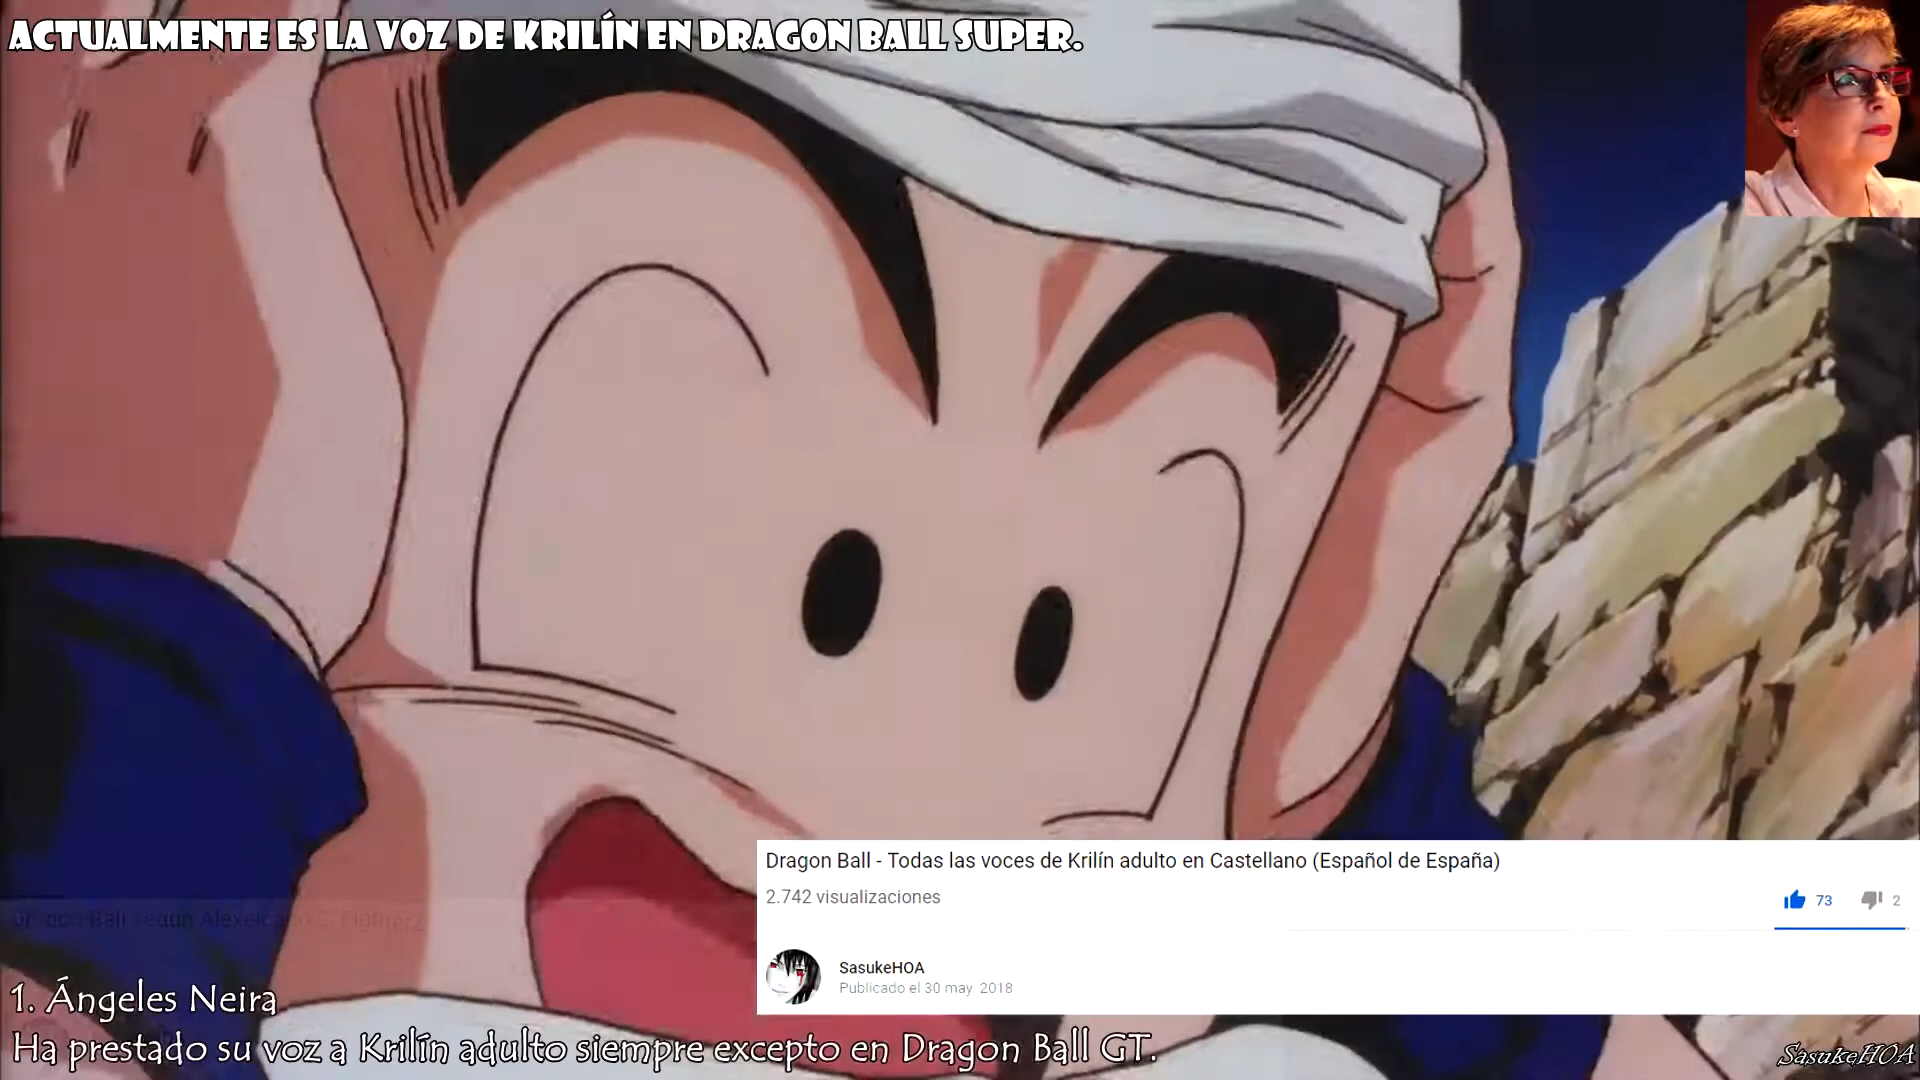 ACTUALMENTE ES LA VOZ DE KRILÍN EN DRAGON BALL SUPER.
Dragon Ball - Todas las voces de Krilín adulto en Castellano (Español de España)
2.742 visualizaciones
73
2
SasukeHOA
Publicado el 30 may. 2018
1. Ángeles Neira
Ha prestado su voz a Krilín adulto siempre excepto en Dragon Ball GT.
SasukeHOA